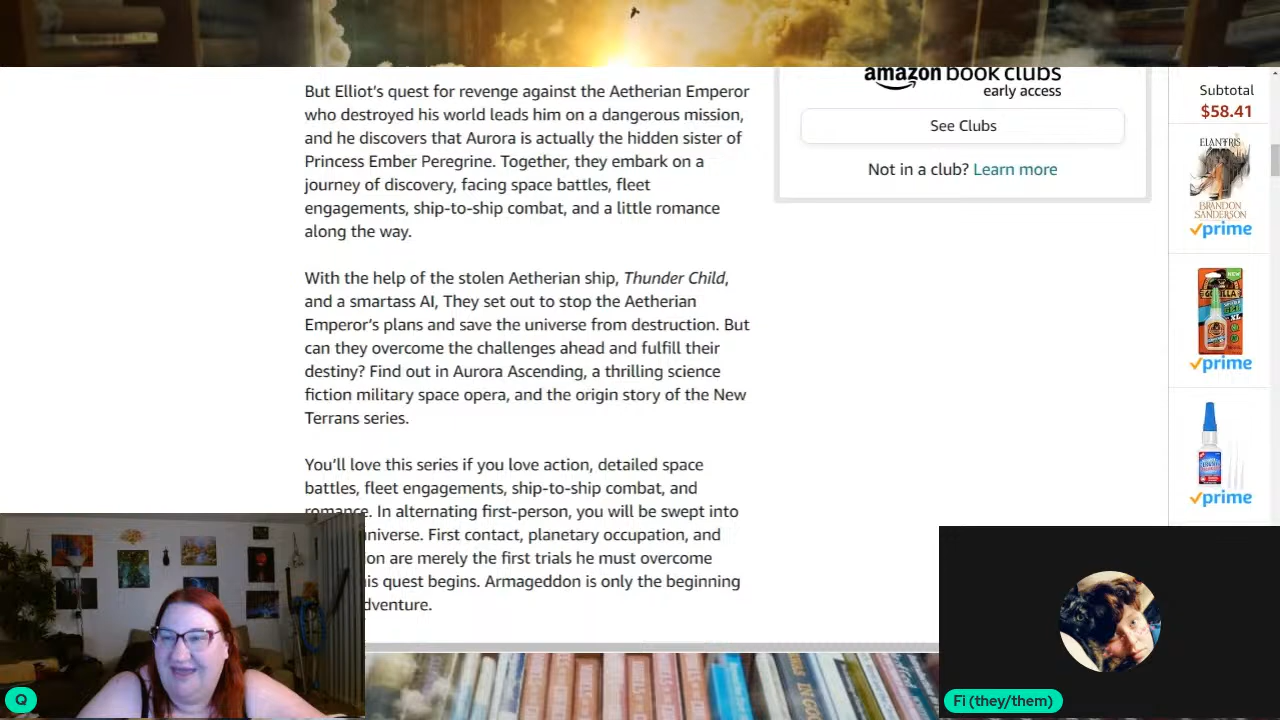 But Elliot's quest for revenge against the Aetherian Emperor
who destroyed his world leads him on a dangerous mission,
and he discovers that Aurora is actually the hidden sister of
Princess Ember Peregrine. Together, they embark on a
journey of discovery, facing space battles, fleet
engagements, ship-to-ship combat, and a little romance
along the way.
With the help of the stolen Aetherian ship, Thunder Child,
and a smartass AI, They set out to stop the Aetherian
Emperor's plans and save the universe from destruction. But
can they overcome the challenges ahead and fulfill their
destiny? Find out in Aurora Ascending, a thrilling science
fiction military space opera, and the origin story of the New
Terrans series.
You'll love this series if you love action, detailed space
battles, fleet engagements, ship-to-ship combat, and
romance. In alternating first-person, you will be swept into
universe. First contact, planetary occupation, and
on are merely the first trials he must overcome
is quest begins. Armageddon is only the beginning
dventure.
amazon book clubs
early access
See Clubs
Not in a club? Learn more
Subtotal
$58.41
ELANTRIS
BRANDON
SANDERSON
prime
NEW
GORILLA
prime
prime
Q
Fi (they/them)